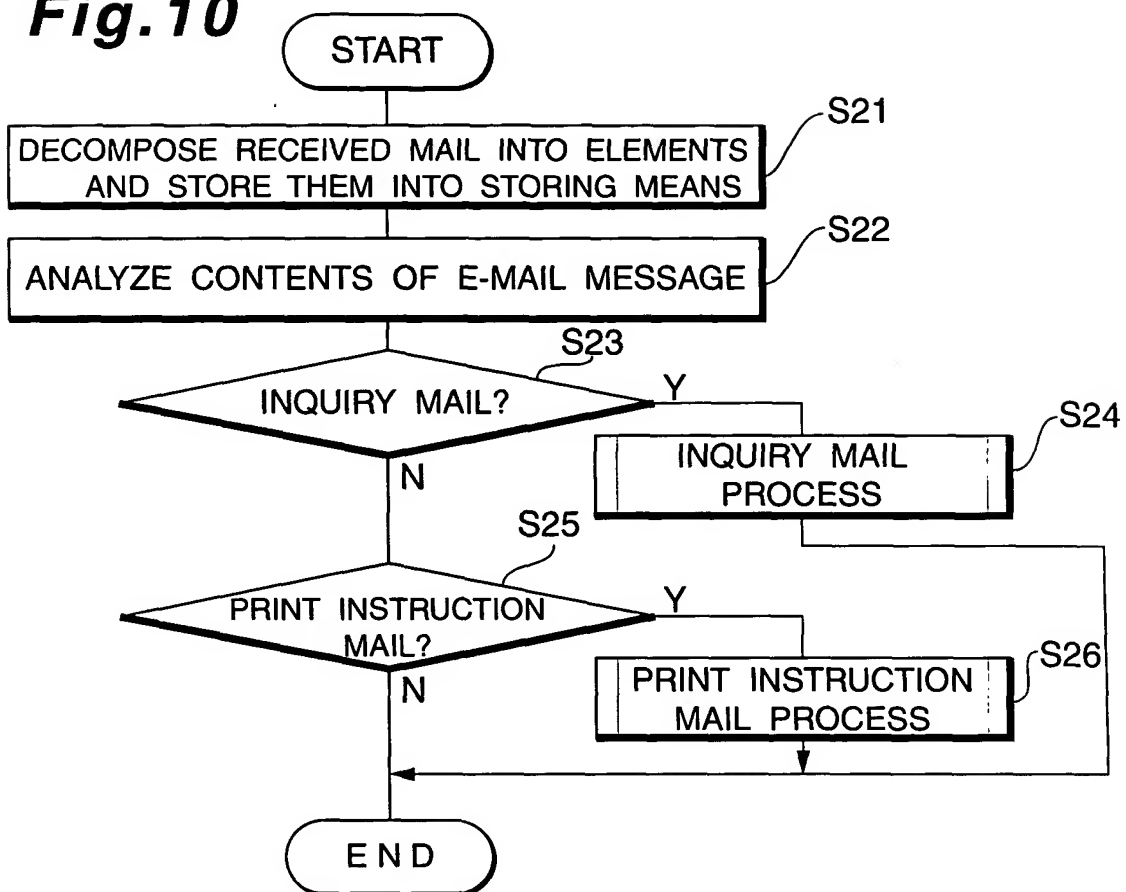 Fig.10
START
S21
DECOMPOSE RECEIVED MAIL INTO ELEMENTS
AND STORE THEM INTO STORING MEANS
S22
ANALYZE CONTENTS OF E-MAIL MESSAGE
S23
INQUIRY MAIL?
Y
N
S24
INQUIRY MAIL
PROCESS
S25
PRINT INSTRUCTION
MAIL?
Y
N
S26
PRINT INSTRUCTION
MAIL PROCESS
END